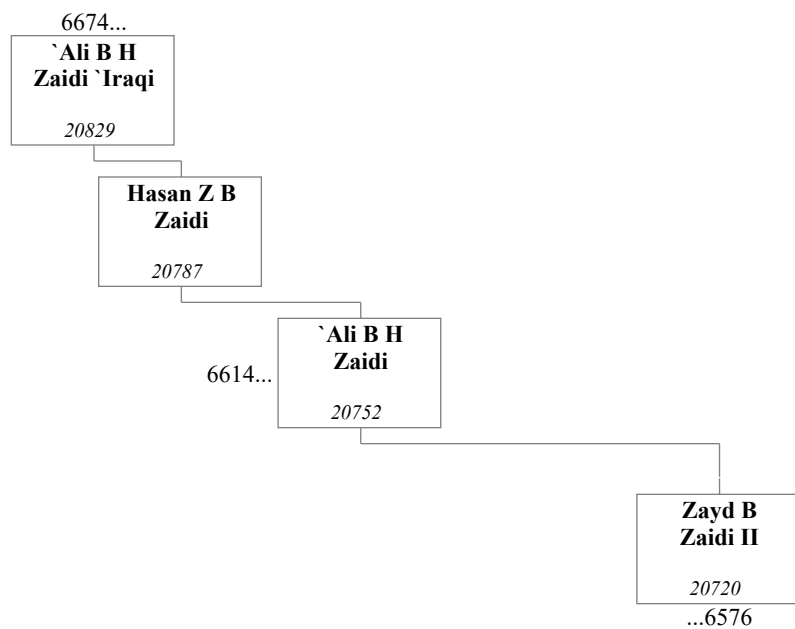 6674...
`Ali B H
Zaidi `Iraqi
20829
Hasan Z B
Zaidi
20787
`Ali B H
Zaidi
6614...
20752
Zayd B
Zaidi II
20720
...6576